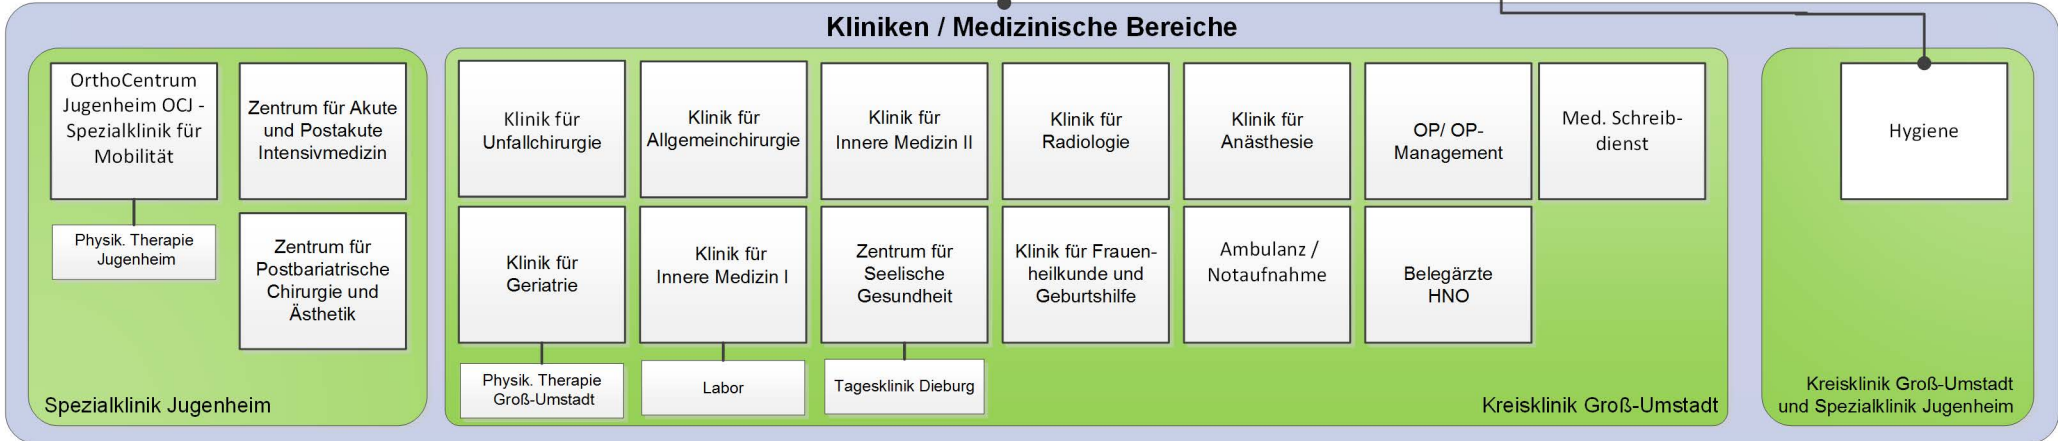 Kliniken / Medizinische Bereiche
OrthoCentrum
Jugenheim OCJ -
Spezialklinik für
Mobilität
Zentrum für Akute
und Postakute
Intensivmedizin
Physik. Therapie
Jugenheim
Zentrum für
Postbariatrische
Chirurgie und
Ästhetik
Spezialklinik Jugenheim
Klinik für
Unfallchirurgie
Klinik für
Allgemeinchirurgie
Klinik für
Innere Medizin II
Klinik für
Radiologie
Klinik für
Anästhesie
OP/ OP-
Management
Med. Schreib-
dienst
Klinik für
Geriatrie
Klinik für
Innere Medizin I
Zentrum für
Seelische
Gesundheit
Klinik für Frauen-
heilkunde und
Geburtshilfe
Ambulanz /
Notaufnahme
Belegärzte
HNO
Physik. Therapie
Groß-Umstadt
Labor
Tagesklinik Dieburg
Kreisklinik Groß-Umstadt
Hygiene
Kreisklinik Groß-Umstadt
und Spezialklinik Jugenheim